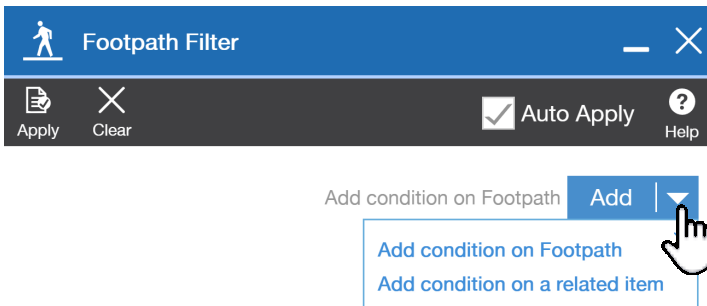 Footpath Filter
Apply Clear Auto Apply Help
Add condition on Footpath Add
Add condition on Footpath
Add condition on a related item